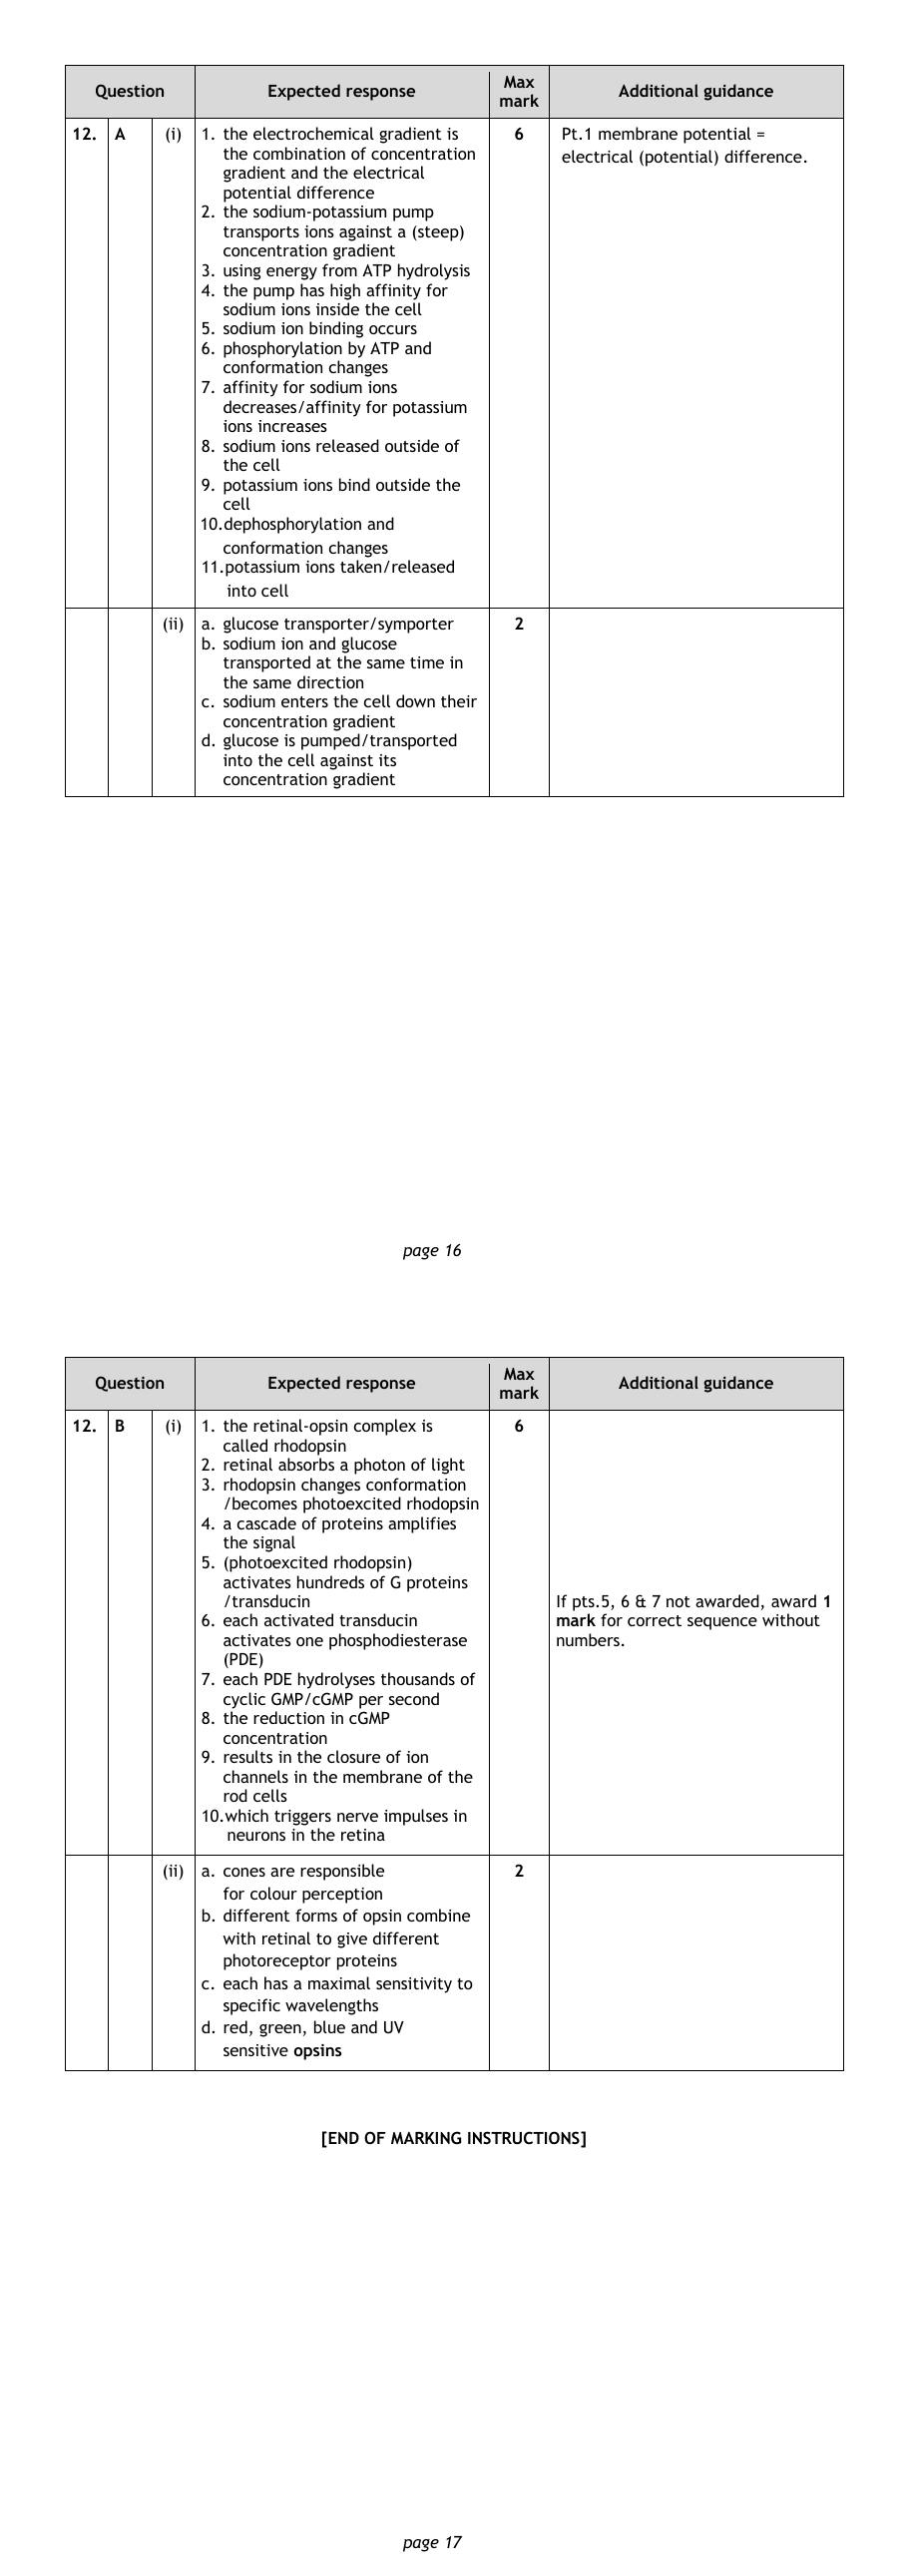 Question Expected response Max mark Additional guidance
12. A (i) 1. the electrochemical gradient is 6 Pt.1 membrane potential =
the combination of concentration electrical (potential) difference.
gradient and the electrical
potential difference
2. the sodium-potassium pump
transports ions against a (steep)
concentration gradient
3. using energy from ATP hydrolysis
4. the pump has high affinity for
sodium ions inside the cell
5. sodium ion binding occurs
6. phosphorylation by ATP and
conformation changes
7. affinity for sodium ions
decreases/affinity for potassium
ions increases
8. sodium ions released outside of
the cell
9. potassium ions bind outside the
cell
10.dephosphorylation and
conformation changes
11.potassium ions taken/released
into cell
(ii) a. glucose transporter/symporter 2
b. sodium ion and glucose
transported at the same time in
the same direction
c. sodium enters the cell down their
concentration gradient
d. glucose is pumped/transported
into the cell against its
concentration gradient
page 16
Question Expected response Max mark Additional guidance
12. B (i) 1. the retinal-opsin complex is 6
called rhodopsin
2. retinal absorbs a photon of light
3. rhodopsin changes conformation
/becomes photoexcited rhodopsin
4. a cascade of proteins amplifies
the signal
5. (photoexcited rhodopsin)
activates hundreds of G proteins
/transducin If pts.5, 6 & 7 not awarded, award 1
6. each activated transducin mark for correct sequence without
activates one phosphodiesterase numbers.
(PDE)
7. each PDE hydrolyses thousands of
cyclic GMP/cGMP per second
8. the reduction in cGMP
concentration
9. results in the closure of ion
channels in the membrane of the
rod cells
10.which triggers nerve impulses in
neurons in the retina
(ii) a. cones are responsible 2
for colour perception
b. different forms of opsin combine
with retinal to give different
photoreceptor proteins
c. each has a maximal sensitivity to
specific wavelengths
d. red, green, blue and UV
sensitive opsins
[END OF MARKING INSTRUCTIONS]
page 17